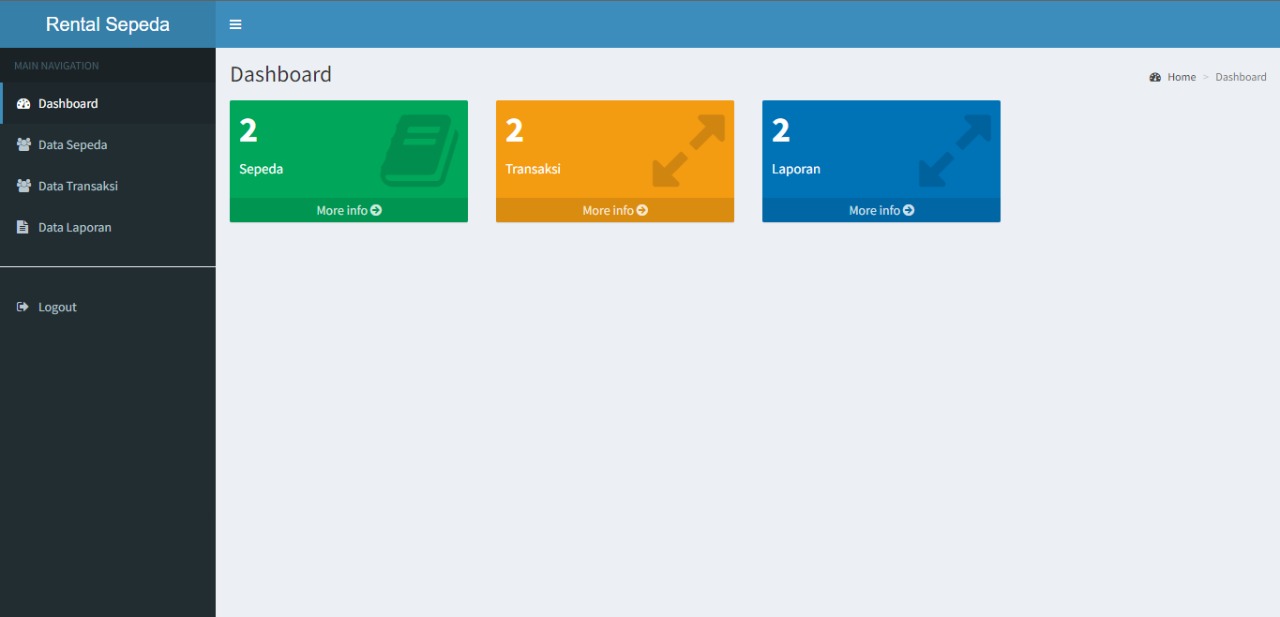 Rental Sepeda
MAIN NAVIGATION
Dashboard
Data Sepeda
Data Transaksi
Data Laporan
Logout
Dashboard
Home > Dashboard
2
Sepeda
More info
2
Transaksi
More info
2
Laporan
More info